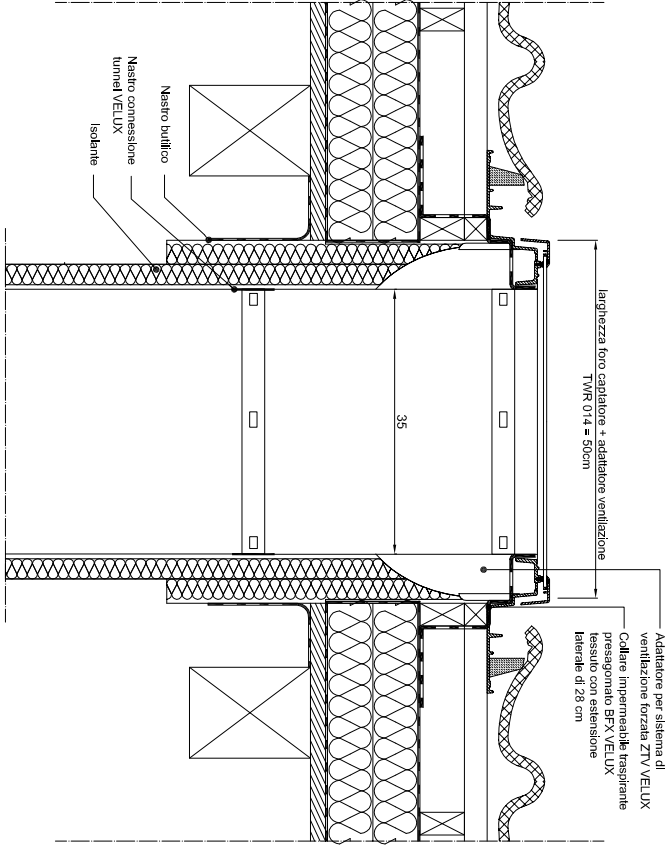 Adattatore per sistema di
ventilazione forzata ZTV VELUX
Collare impermeabile traspirante
presagomato BFX VELUX
tessuto con estensione
laterale di 28 cm
larghezza foro captatore + adattatore ventilazione
TWR 014 = 50cm
35
Nastro butilico
Nastro connessione
tunnel VELUX
Isolante